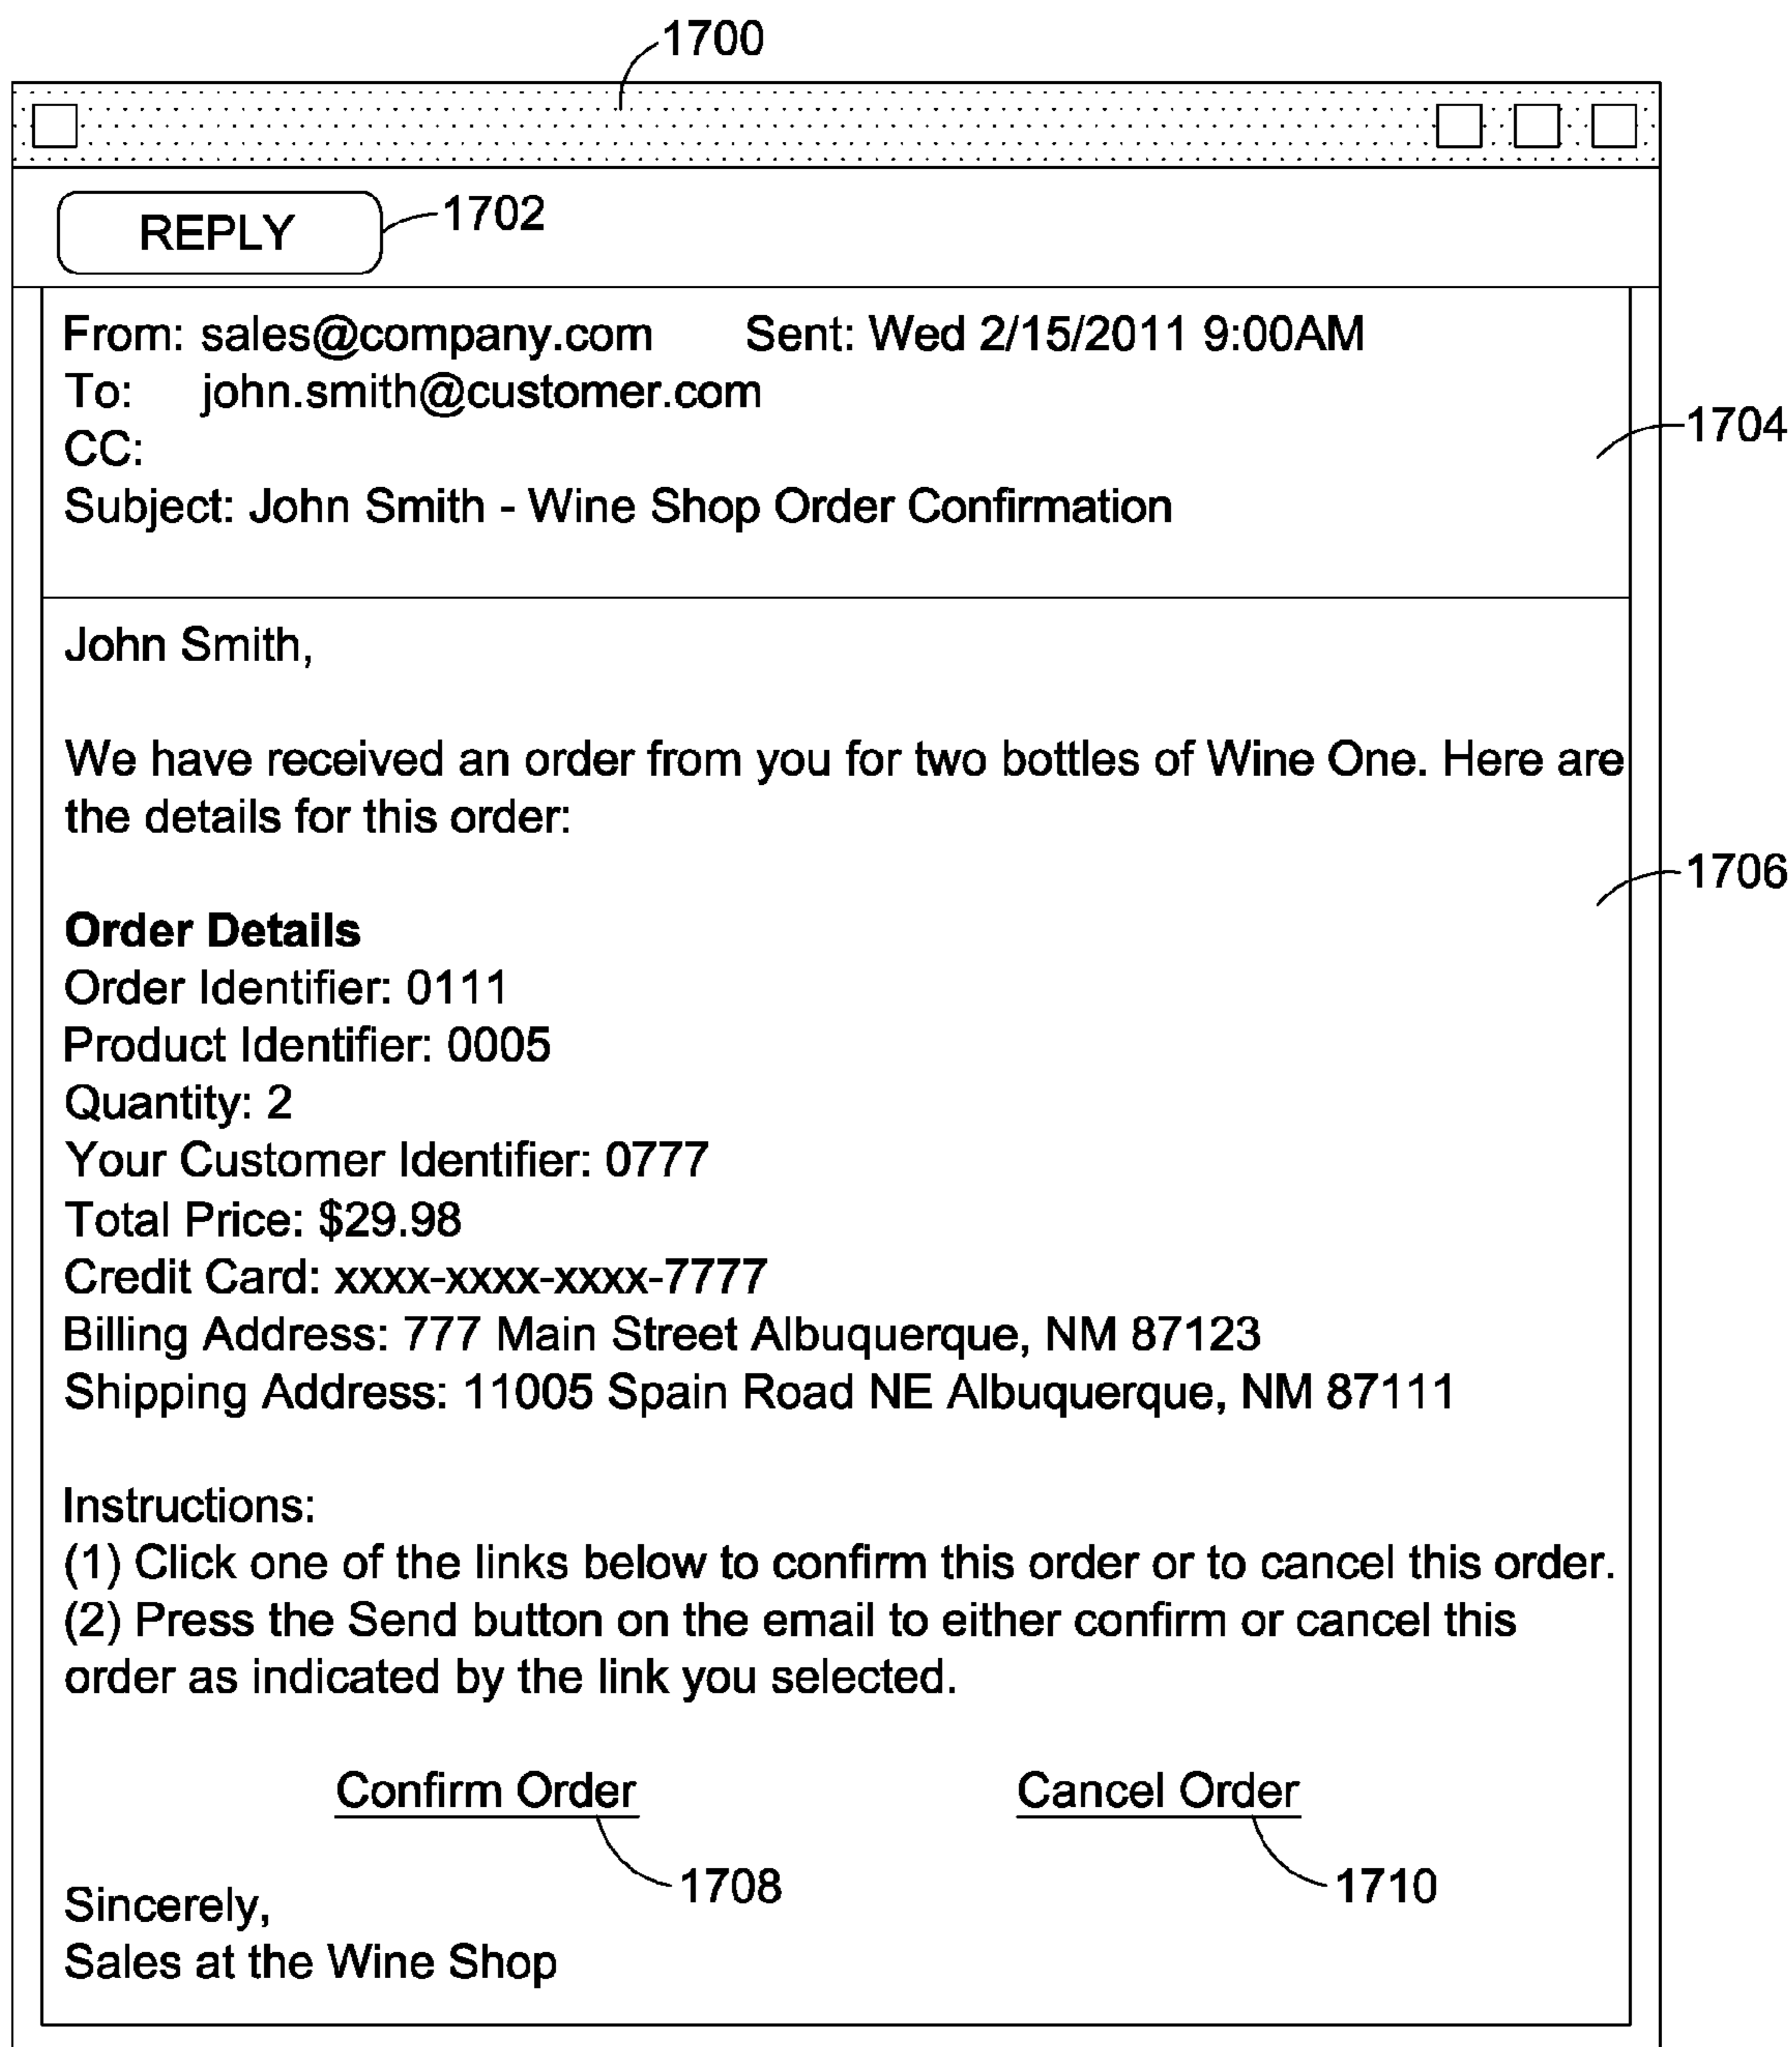 1700
REPLY
1702
From: sales@company.com Sent: Wed 2/15/2011 9:00AM
To: john.smith@customer.com
CC:
1704
Subject: John Smith - Wine Shop Order Confirmation
John Smith,
We have received an order from you for two bottles of Wine One. Here are
the details for this order:
1706
Order Details
Order Identifier: 0111
Product Identifier: 0005
Quantity: 2
Your Customer Identifier: 0777
Total Price: $29.98
Credit Card: xxxx-xxxx-xxxx-7777
Billing Address: 777 Main Street Albuquerque, NM 87123
Shipping Address: 11005 Spain Road NE Albuquerque, NM 87111
Instructions:
(1) Click one of the links below to confirm this order or to cancel this order.
(2) Press the Send button on the email to either confirm or cancel this
order as indicated by the link you selected.
Confirm Order Cancel Order
1708 1710
Sincerely,
Sales at the Wine Shop